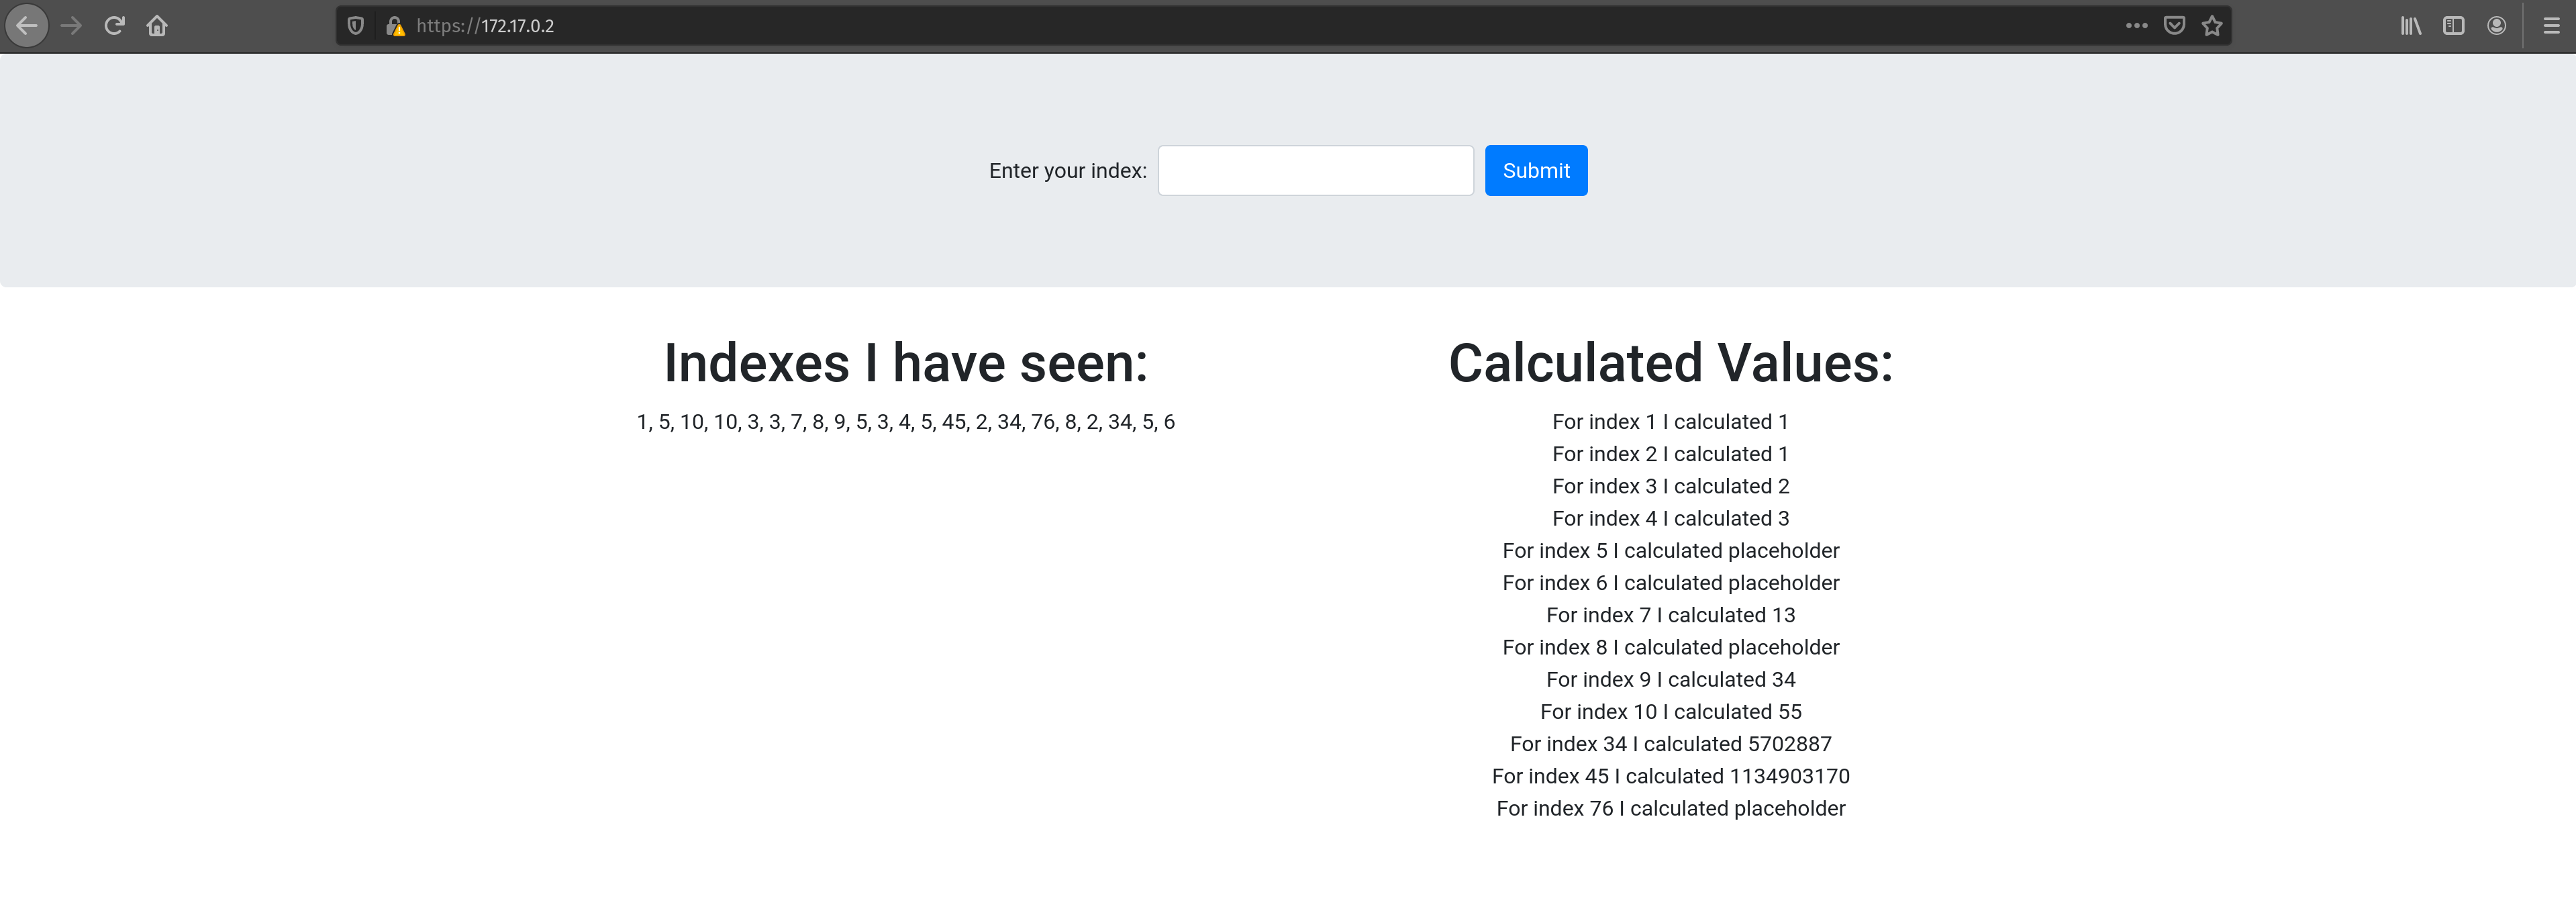 https://172.17.0.2
Enter your index:
Submit
Indexes I have seen:
1, 5, 10, 10, 3, 3, 7, 8, 9, 5, 3, 4, 5, 45, 2, 34, 76, 8, 2, 34, 5, 6
Calculated Values:
For index 1 I calculated 1
For index 2 I calculated 1
For index 3 I calculated 2
For index 4 I calculated 3
For index 5 I calculated placeholder
For index 6 I calculated placeholder
For index 7 I calculated 13
For index 8 I calculated placeholder
For index 9 I calculated 34
For index 10 I calculated 55
For index 34 I calculated 5702887
For index 45 I calculated 1134903170
For index 76 I calculated placeholder